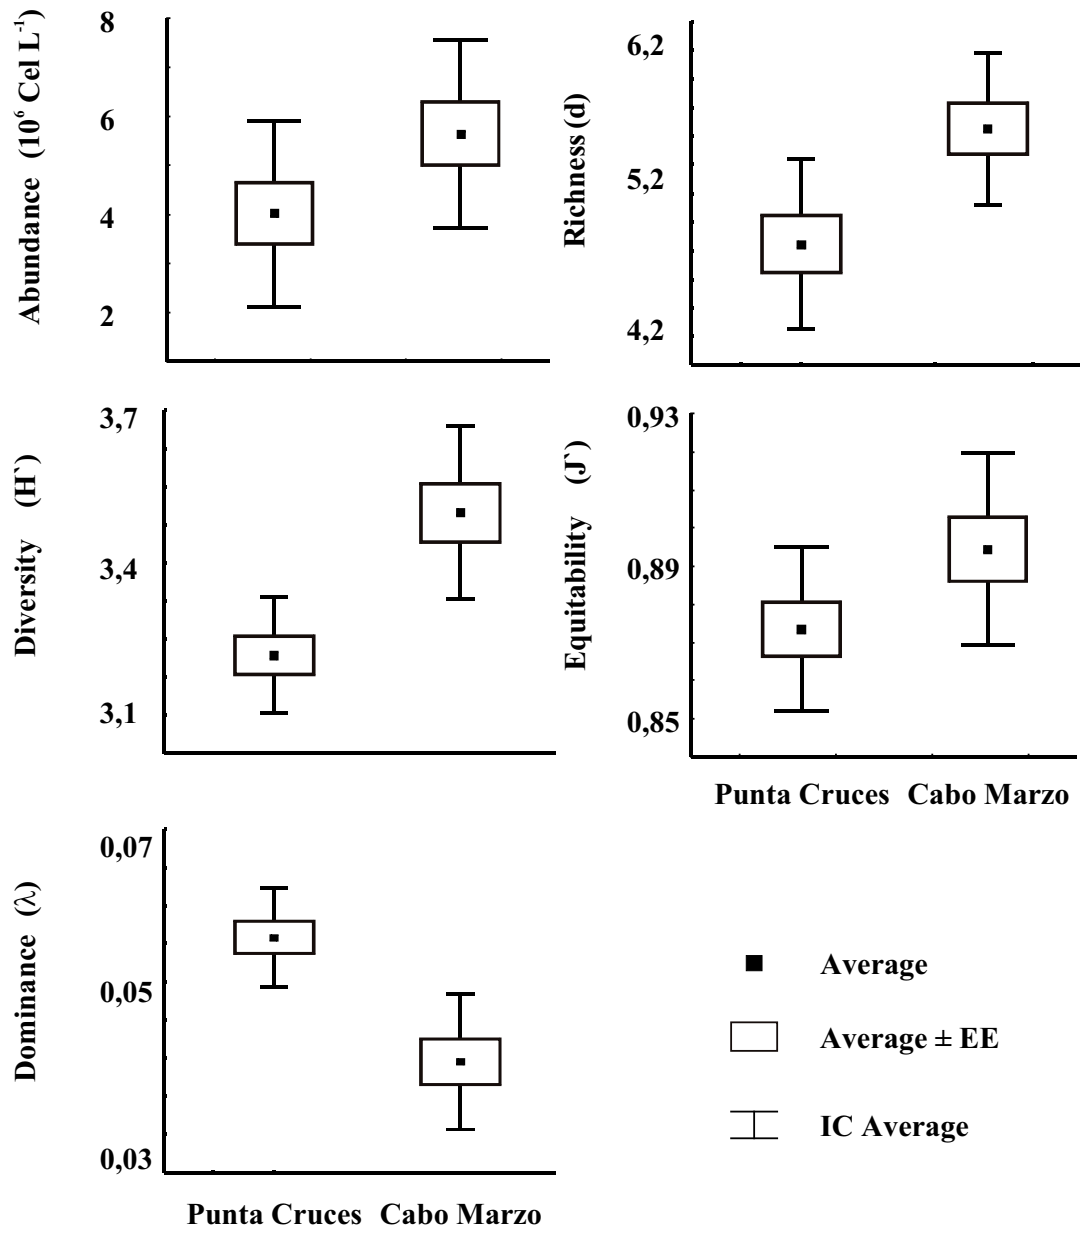 Abundance (10⁶ Cel L⁻¹)
8
6
4
2
Richness (d)
6,2
5,2
4,2
Diversity (H`)
3,7
3,4
3,1
Equitability (J`)
0,93
0,89
0,85
Punta Cruces Cabo Marzo
Dominance (λ)
0,07
0,05
0,03
Punta Cruces Cabo Marzo
Average
Average ± EE
IC Average